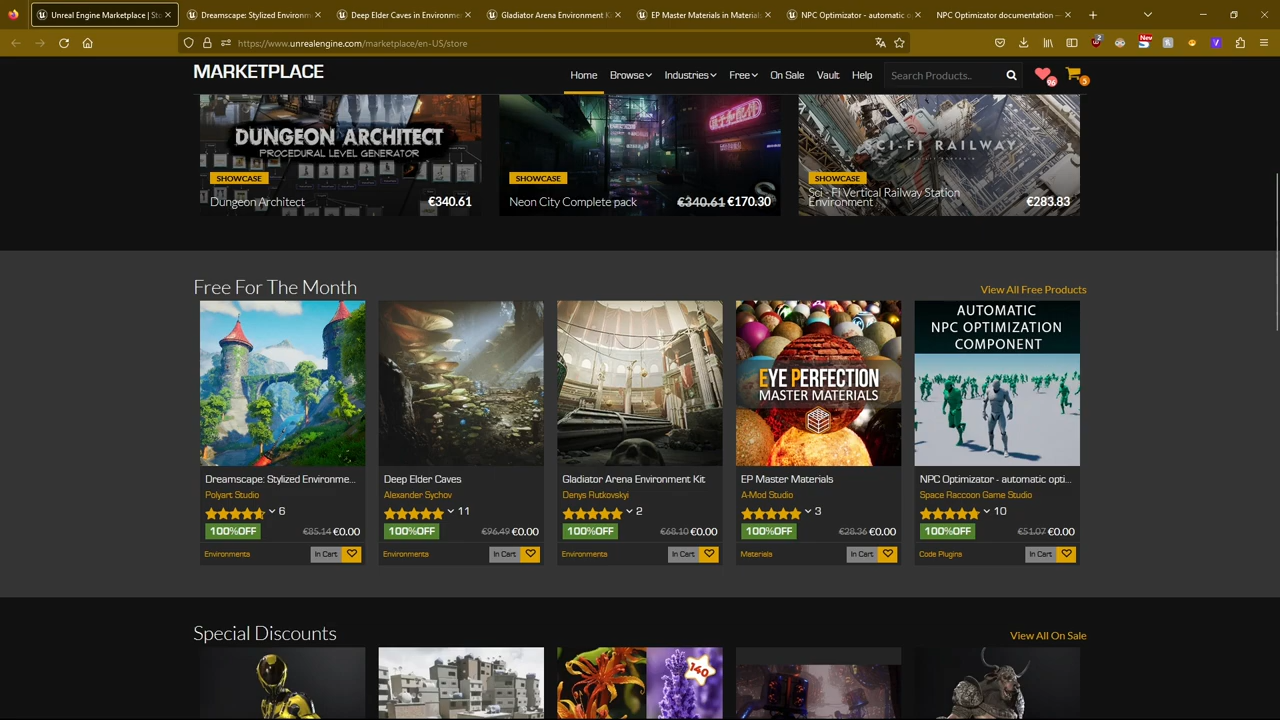 Unreal Engine Marketplace | Sto
Dreamscape: Stylized Environm
Deep Elder Caves in Environme
Gladiator Arena Environment Ki
EP Master Materials in Materials
NPC Optimizator - automatic o
NPC Optimizator documentation —
https://www.unrealengine.com/marketplace/en-US/store
2
New
MARKETPLACE
Home
Browse
Industries
Free
On Sale
Vault
Help
Search Products..
96
5
DUNGEON ARCHITECT
PROCEDURAL LEVEL GENERATOR
SHOWCASE
Dungeon Architect
€340.61
SHOWCASE
Neon City Complete pack
€340.61 €170.30
SCI-FI RAILWAY
SHOWCASE
Sci - Fi Vertical Railway Station
Environment
€283.83
Free For The Month
View All Free Products
Dreamscape: Stylized Environme...
Polyart Studio
6
100%OFF
€85.14 €0.00
Environments
In Cart
Deep Elder Caves
Alexander Sychov
11
100%OFF
€96.49 €0.00
Environments
In Cart
Gladiator Arena Environment Kit
Denys Rutkovskyi
2
100%OFF
€68.10 €0.00
Environments
In Cart
EYE PERFECTION
MASTER MATERIALS
EP Master Materials
A-Mod Studio
3
100%OFF
€28.36 €0.00
Materials
In Cart
AUTOMATIC
NPC OPTIMIZATION
COMPONENT
NPC Optimizator - automatic opti...
Space Raccoon Game Studio
10
100%OFF
€51.07 €0.00
Code Plugins
In Cart
Special Discounts
View All On Sale
140